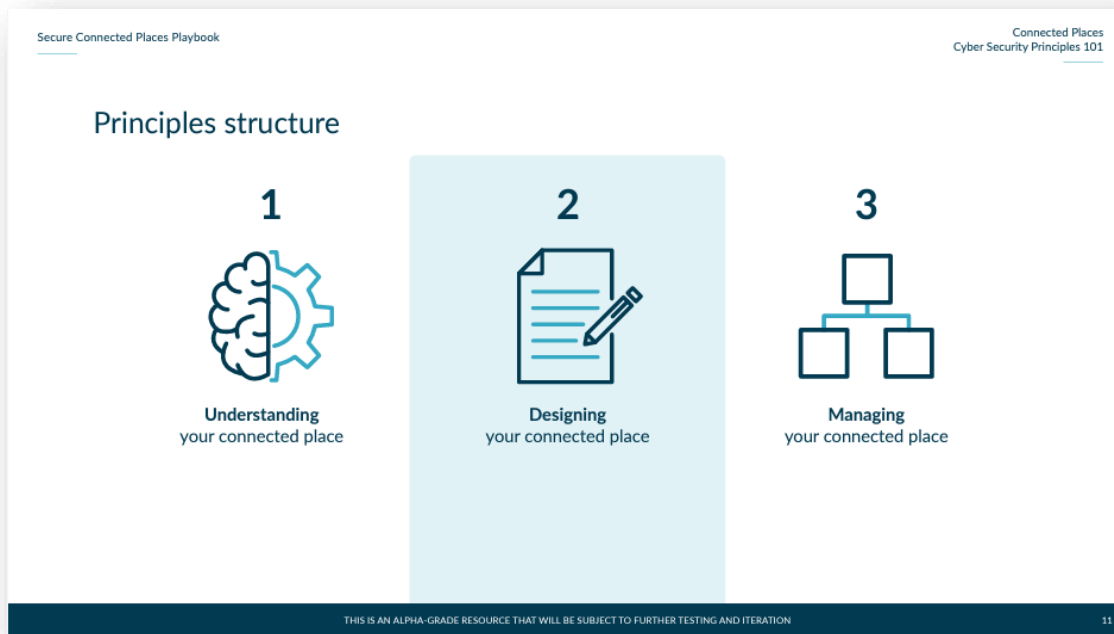 Secure Connected Places Playbook
Connected Places
Cyber Security Principles 101
Principles structure
1
Understanding
your connected place
2
Designing
your connected place
3
Managing
your connected place
THIS IS AN ALPHA-GRADE RESOURCE THAT WILL BE SUBJECT TO FURTHER TESTING AND ITERATION
11